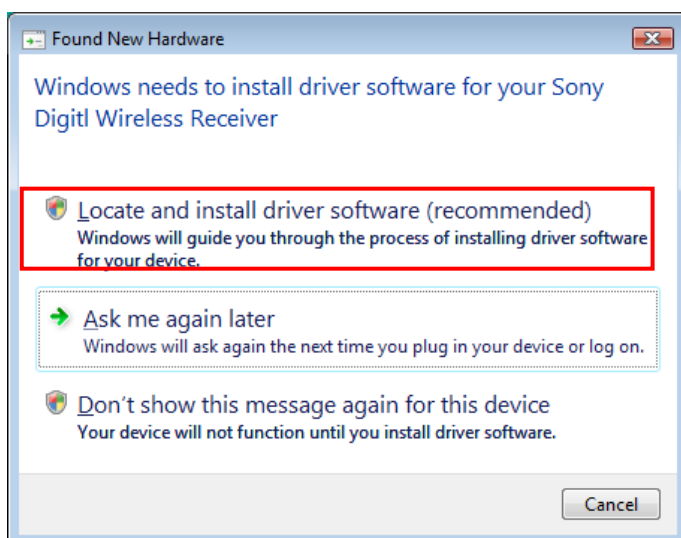 Found New Hardware
Windows needs to install driver software for your Sony
Digitl Wireless Receiver
Locate and install driver software (recommended)
Windows will guide you through the process of installing driver software
for your device.
Ask me again later
Windows will ask again the next time you plug in your device or log on.
Don't show this message again for this device
Your device will not function until you install driver software.
Cancel